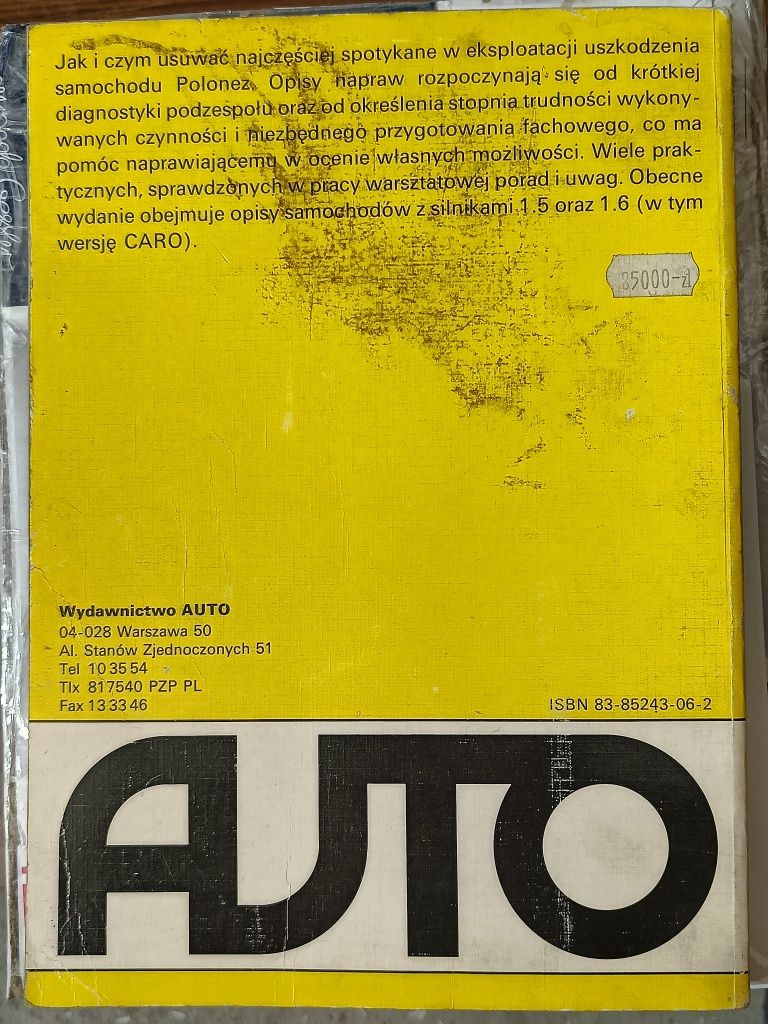 Jak i czym usuwać najczęściej spotykane w eksploatacji uszkodzenia
samochodu Polonez. Opisy napraw rozpoczynają się od krótkiej
diagnostyki podzespołu oraz od określenia stopnia trudności wykony-
wanych czynności i niezbędnego przygotowania fachowego, co ma
pomóc naprawiającemu w ocenie własnych możliwości. Wiele prak-
tycznych, sprawdzonych w pracy warsztatowej porad i uwag. Obecne
wydanie obejmuje opisy samochodów z silnikami 1.5 oraz 1.6 (w tym
wersję CARO).
85000-zł
Wydawnictwo AUTO
04-028 Warszawa 50
Al. Stanów Zjednoczonych 51
Tel 10 35 54
Tlx 817540 PZP PL
Fax 13 33 46
ISBN 83-85243-06-2
AUTO